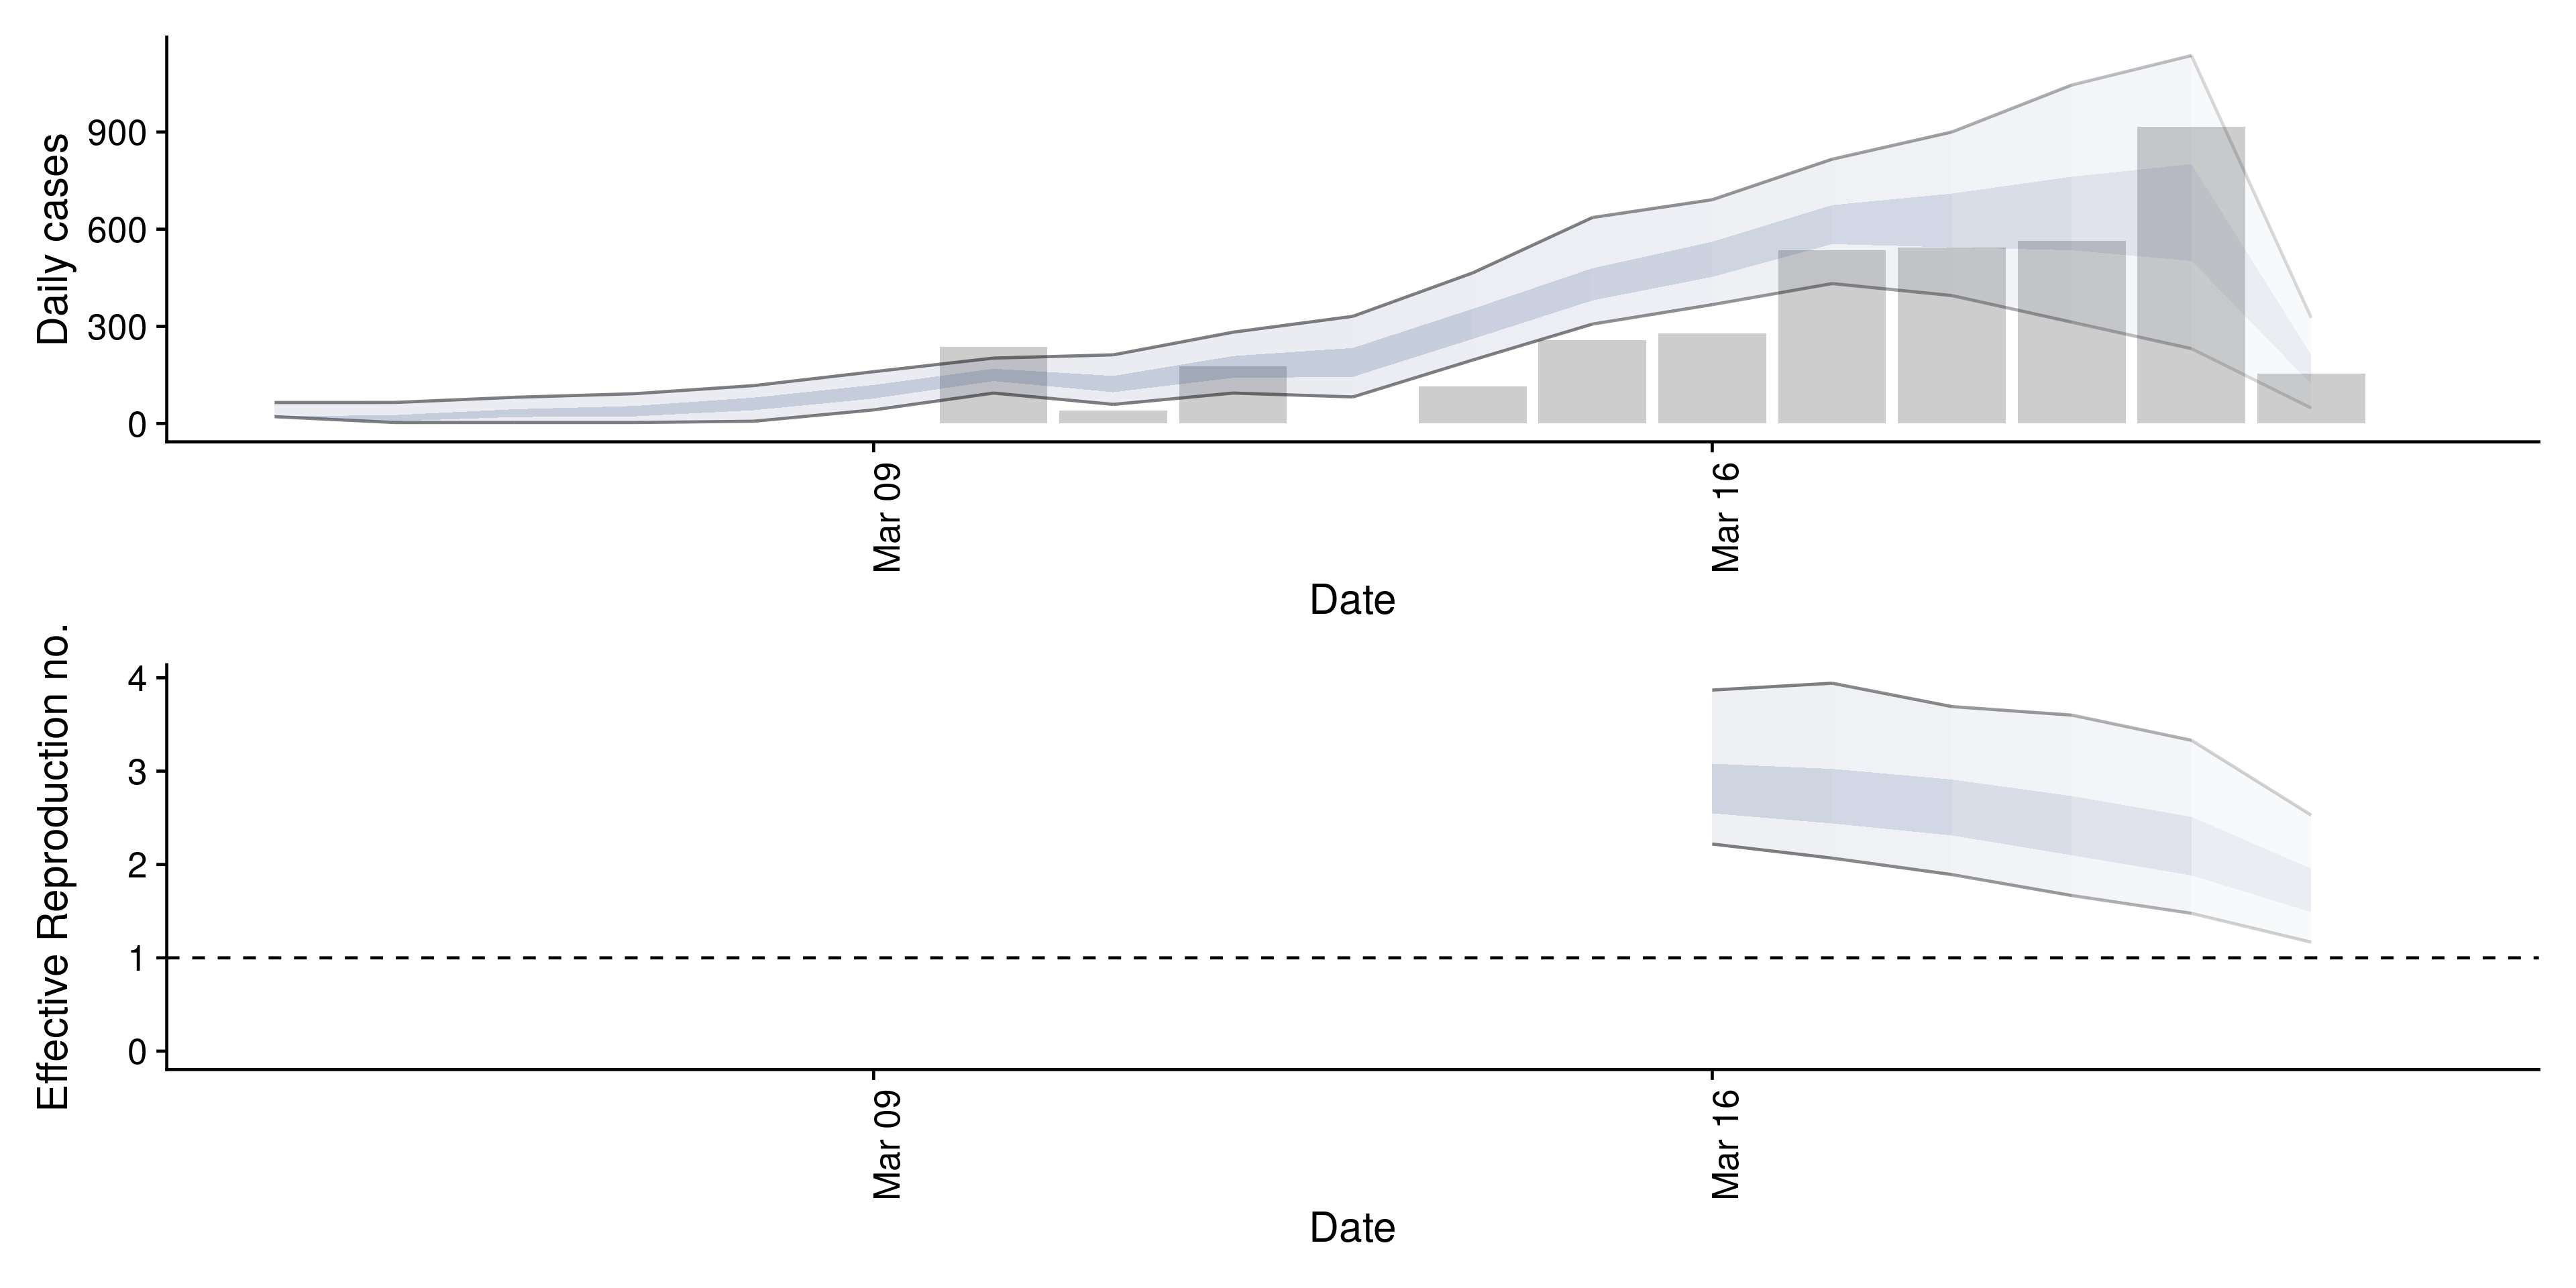 Daily cases
900
600
300
0
Mar 09
Mar 16
Date
Effective Reproduction no.
4
3
2
1
0
Mar 09
Mar 16
Date